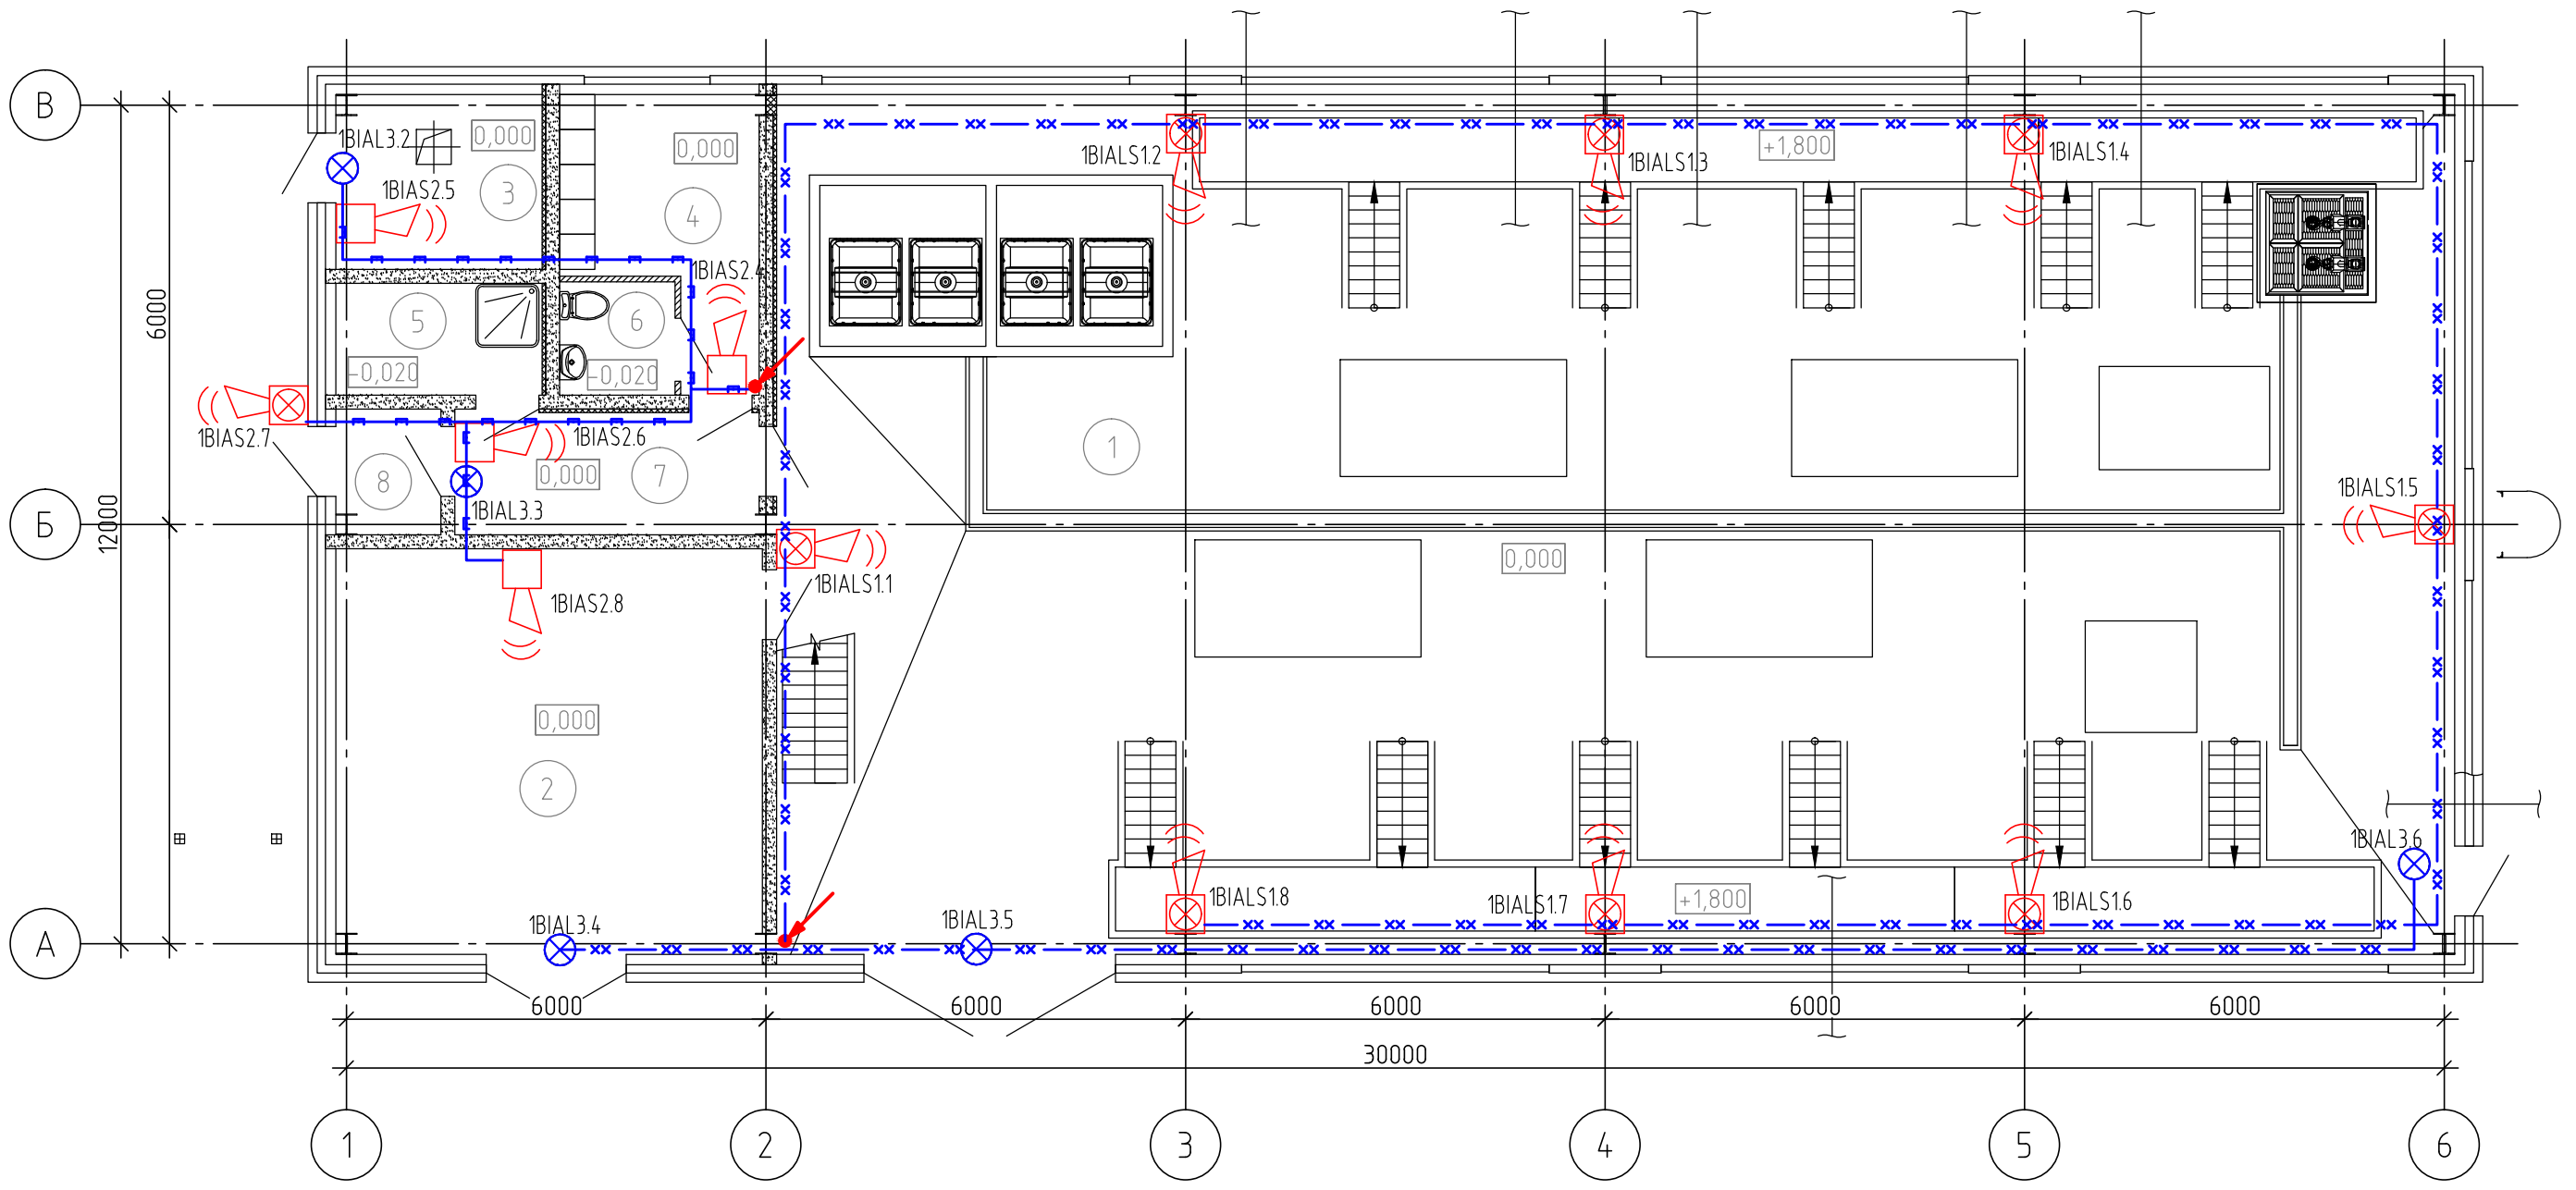 В
1BIAL3.2
0,000
0,000
1BIALS1.2
1BIALS1.3
+1,800
1BIALS1.4
1BIAS2.5
3
4
1BIAS2.4
6000
5
6
-0,020
-0,020
1BIAS2.7
1BIAS2.6
1
8
0,000
7
1BIALS1.5
Б
12000
1BIAL3.3
0,000
1BIAS2.8
1BIALS1.1
0,000
2
1BIAL3.6
1BIALS1.8
1BIALS1.7
+1,800
1BIALS1.6
1BIAL3.4
1BIAL3.5
А
6000
6000
6000
6000
6000
30000
1
2
3
4
5
6